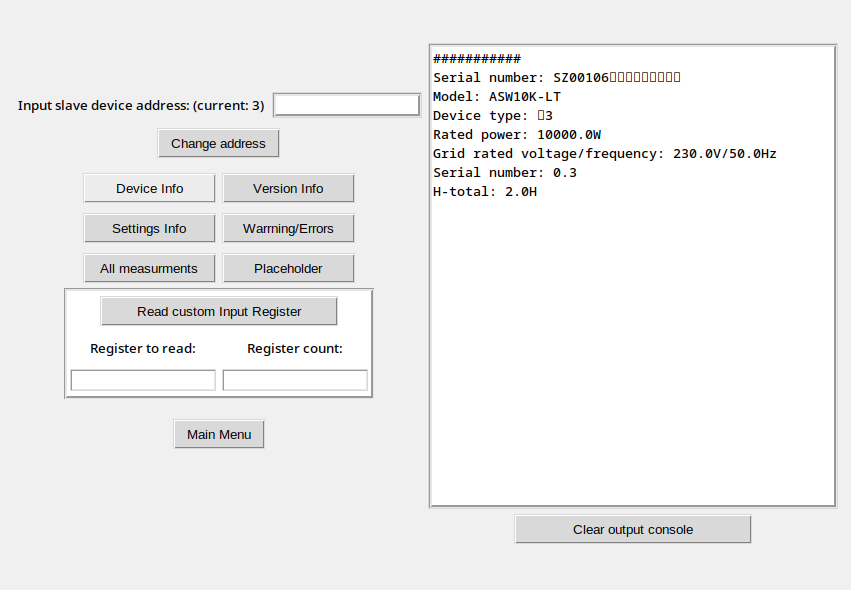 Input slave device address: (current: 3)
Change address
Device Info
Version Info
Settings Info
Warrning/Errors
All measurments
Placeholder
Read custom Input Register
Register to read:
Register count:
Main Menu
###########
Serial number: SZ00106▯▯▯▯▯▯▯▯▯
Model: ASW10K-LT
Device type: ▯3
Rated power: 10000.0W
Grid rated voltage/frequency: 230.0V/50.0Hz
Serial number: 0.3
H-total: 2.0H
Clear output console